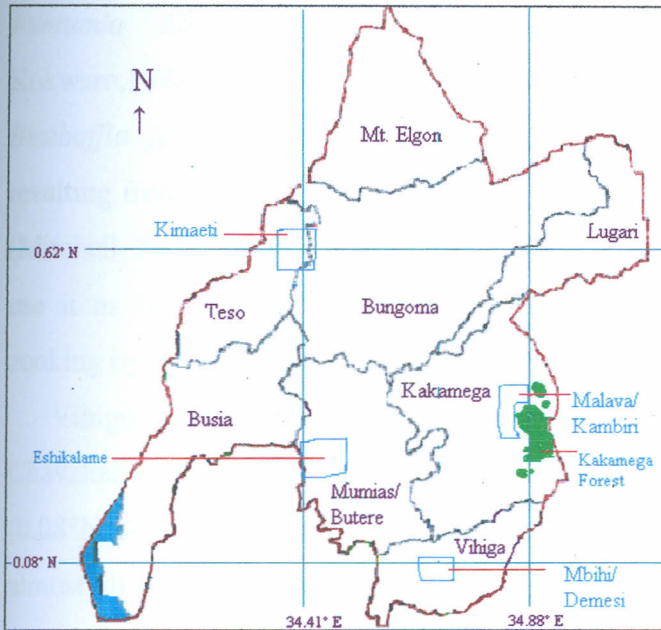 N
Mt. Elgon
Kimaeti
Lugari
0.62° N
Teso
Bungoma
Kakamega
Malava/
Kambiri
Busia
Eshikalame
Kakamega
Forest
Mumias/
Butere
Vihiga
0.08° N
Mbihi/
Demesi
34.41° E
34.88° E